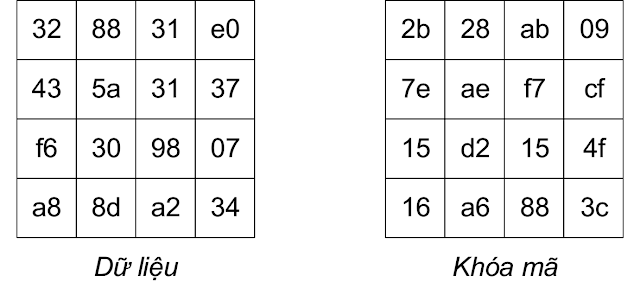 32 88 31 e0 2b 28 ab 09
43 5a 31 37 7e ae f7 cf
f6 30 98 07 15 d2 15 4f
a8 8d a2 34 16 a6 88 3c
Dữ liệu Khóa mã